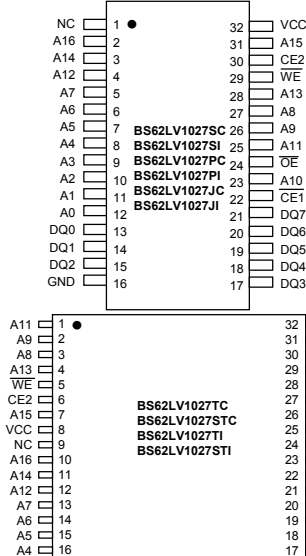 NC 1 32 VCC
A16 2 31 A15
A14 3 30 CE2
A12 4 29 WE
A7 5 28 A13
A6 6 27 A8
A5 7 BS62LV1027SC 26 A9
A4 8 BS62LV1027SI 25 A11
A3 9 BS62LV1027PC 24 OE
A2 10 BS62LV1027PI 23 A10
A1 11 BS62LV1027JC 22 CE1
A0 12 BS62LV1027JI 21 DQ7
DQ0 13 20 DQ6
DQ1 14 19 DQ5
DQ2 15 18 DQ4
GND 16 17 DQ3
A11 1 32
A9 2 31
A8 3 30
A13 4 29
WE 5 28
CE2 6 27
A15 7 BS62LV1027TC 26
VCC 8 BS62LV1027STC 25
NC 9 BS62LV1027TI 24
A16 10 BS62LV1027STI 23
A14 11 22
A12 12 21
A7 13 20
A6 14 19
A5 15 18
A4 16 17